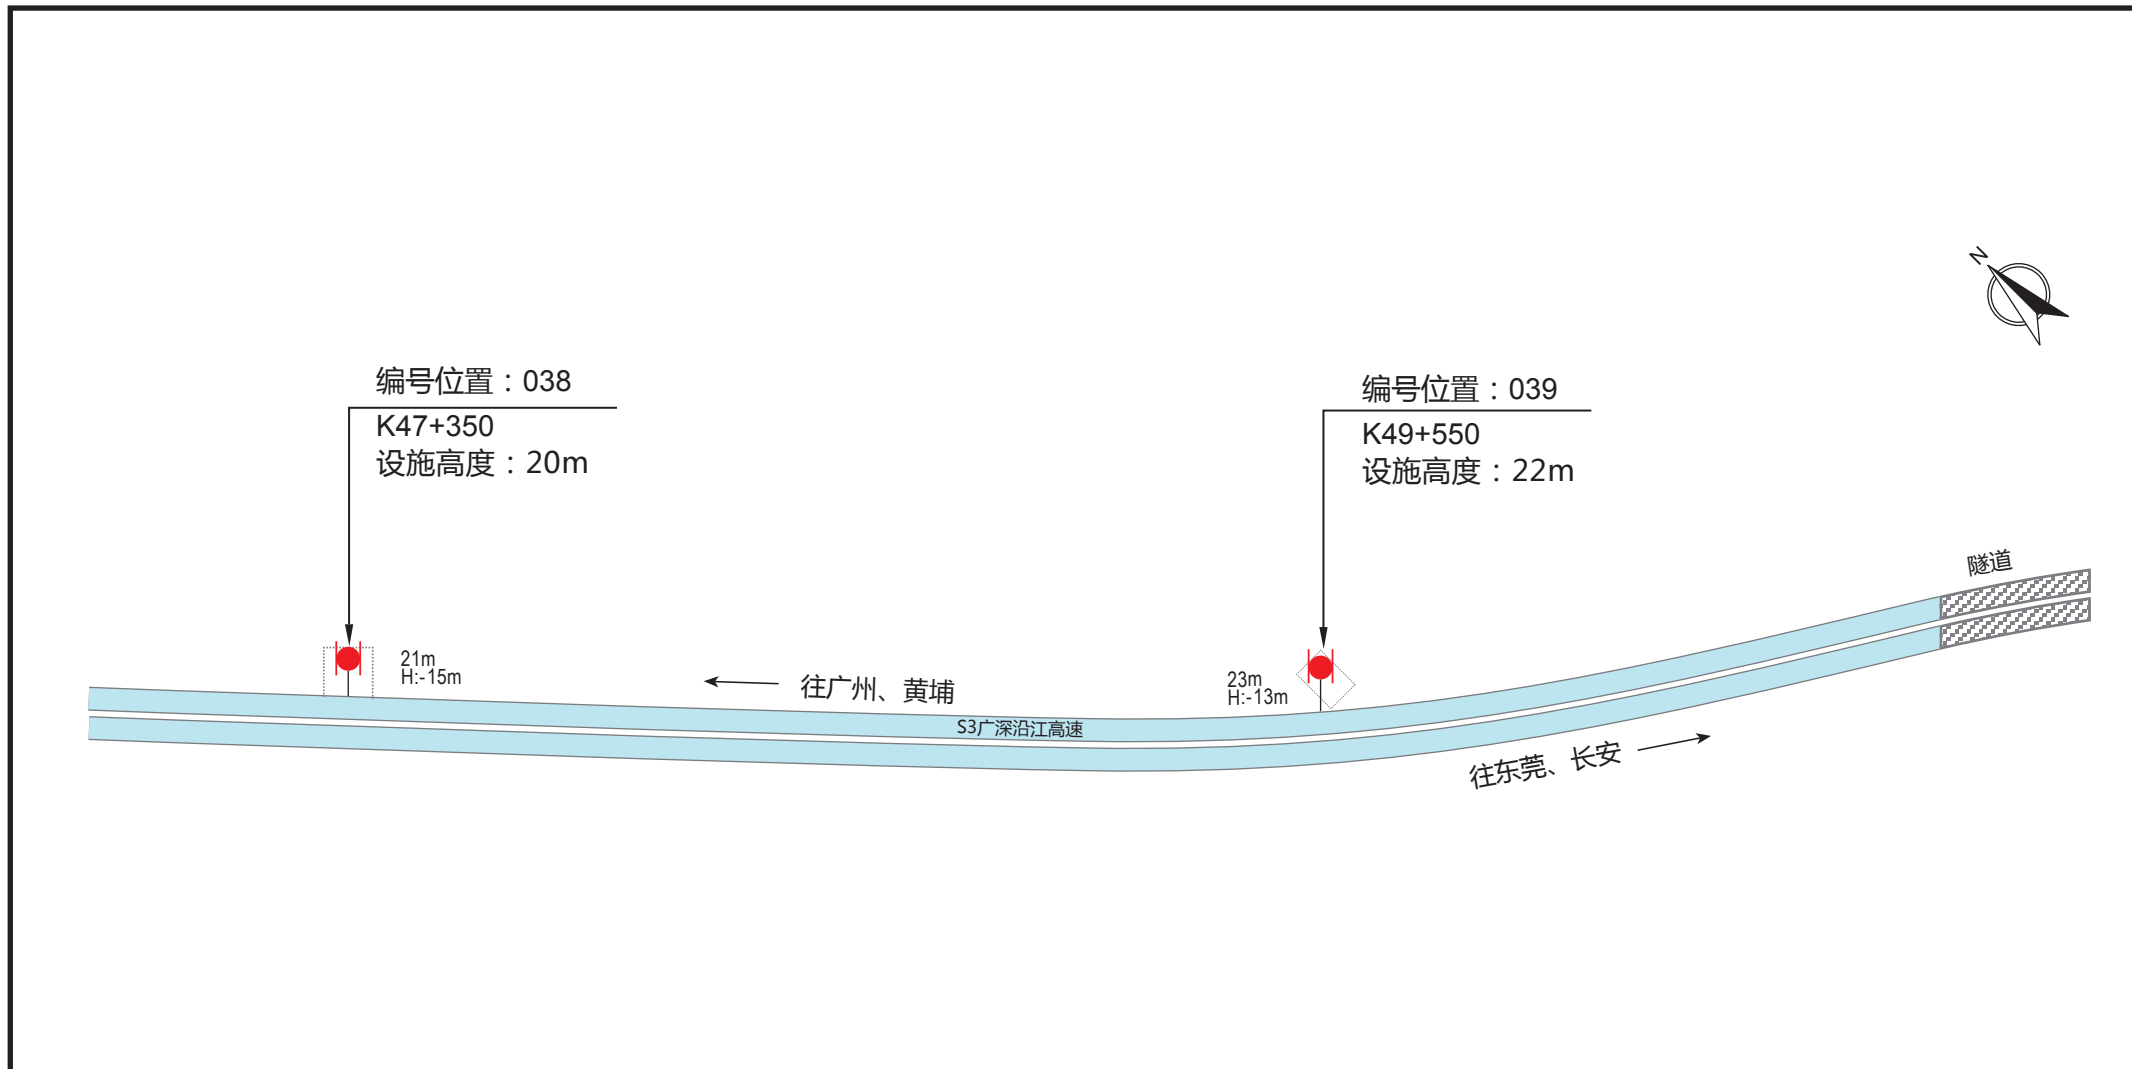 N
编号位置：038
K47+350
设施高度：20m
编号位置：039
K49+550
设施高度：22m
隧道
21m
H:-15m
往广州、黄埔
23m
H:-13m
S3广深沿江高速
往东莞、长安